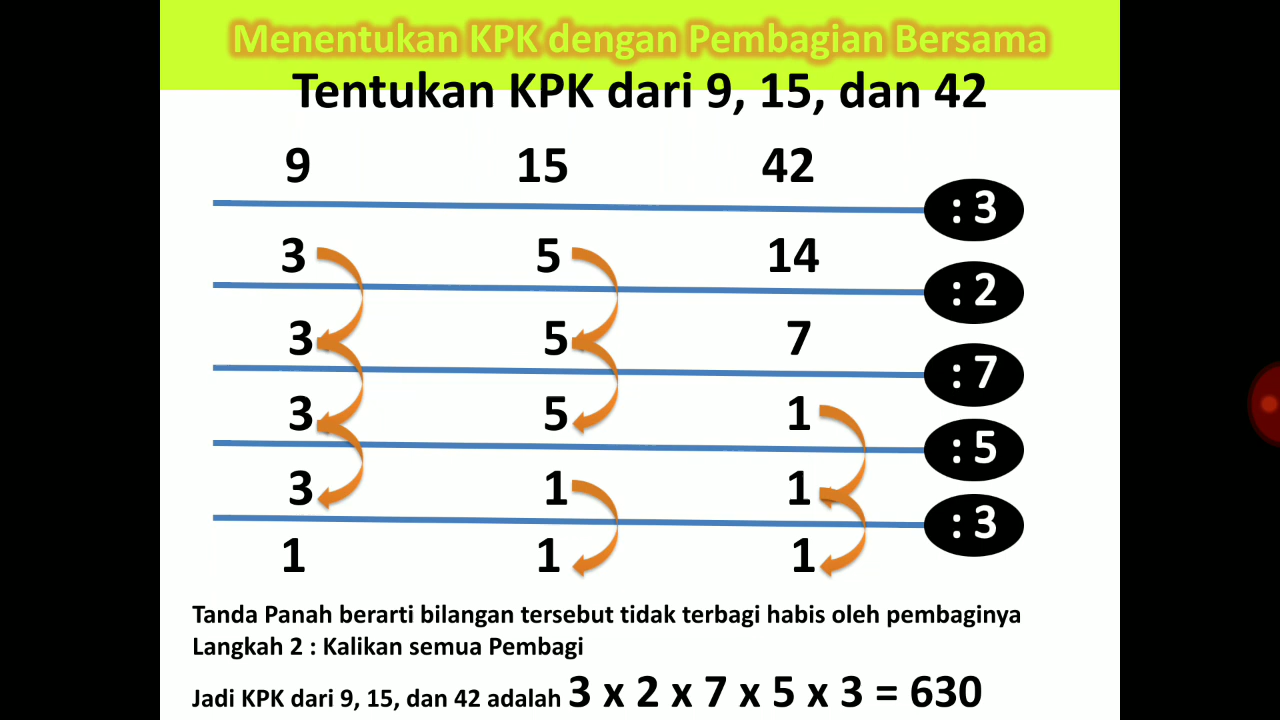 Menentukan KPK dengan Pembagian Bersama
Tentukan KPK dari 9, 15, dan 42
9 15 42
: 3
3 5 14
: 2
3 5 7
: 7
3 5 1
: 5
3 1 1
: 3
1 1 1
Tanda Panah berarti bilangan tersebut tidak terbagi habis oleh pembaginya
Langkah 2 : Kalikan semua Pembagi
Jadi KPK dari 9, 15, dan 42 adalah 3 x 2 x 7 x 5 x 3 = 630